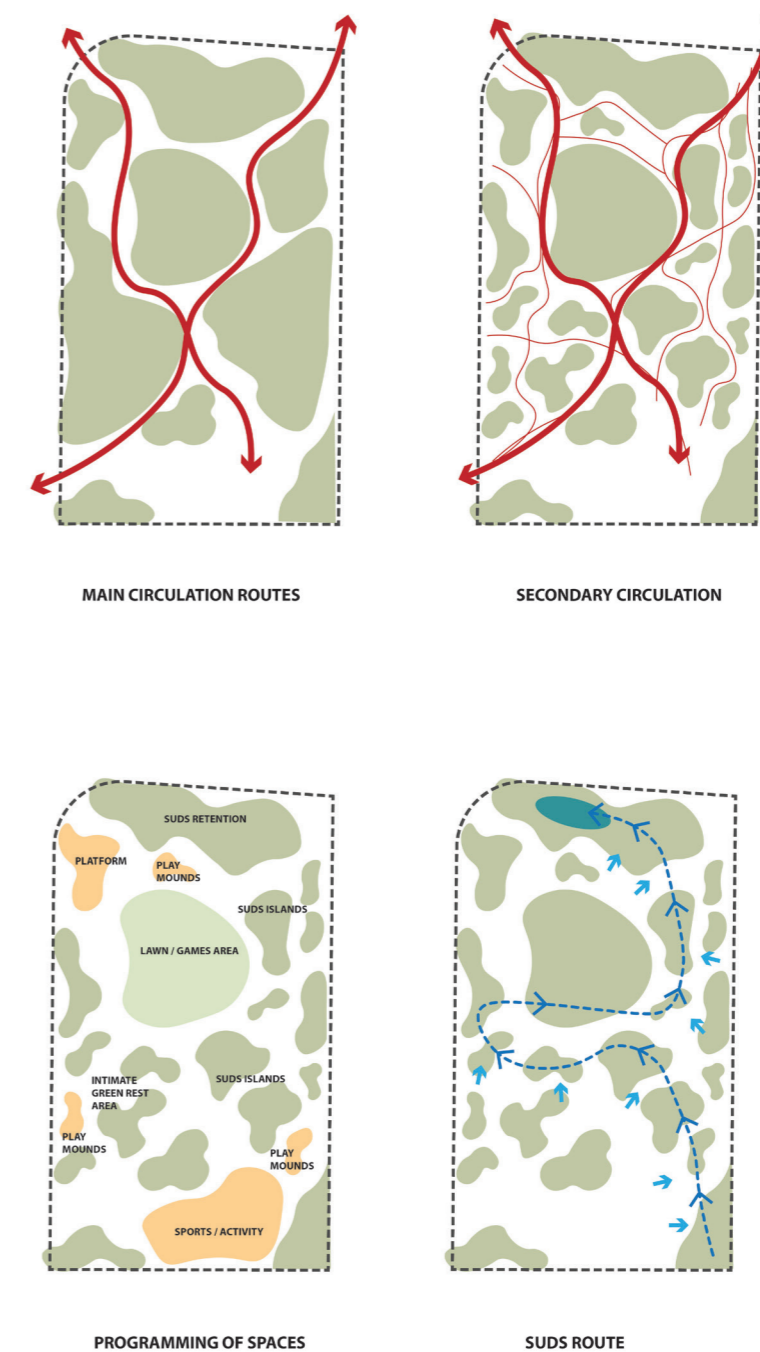 MAIN CIRCULATION ROUTES
SECONDARY CIRCULATION
SUDS RETENTION
PLATFORM
PLAY
MOUNDS
SUDS ISLANDS
LAWN / GAMES AREA
INTIMATE
GREEN REST
AREA
SUDS ISLANDS
PLAY
MOUNDS
PLAY
MOUNDS
SPORTS / ACTIVITY
PROGRAMMING OF SPACES
SUDS ROUTE